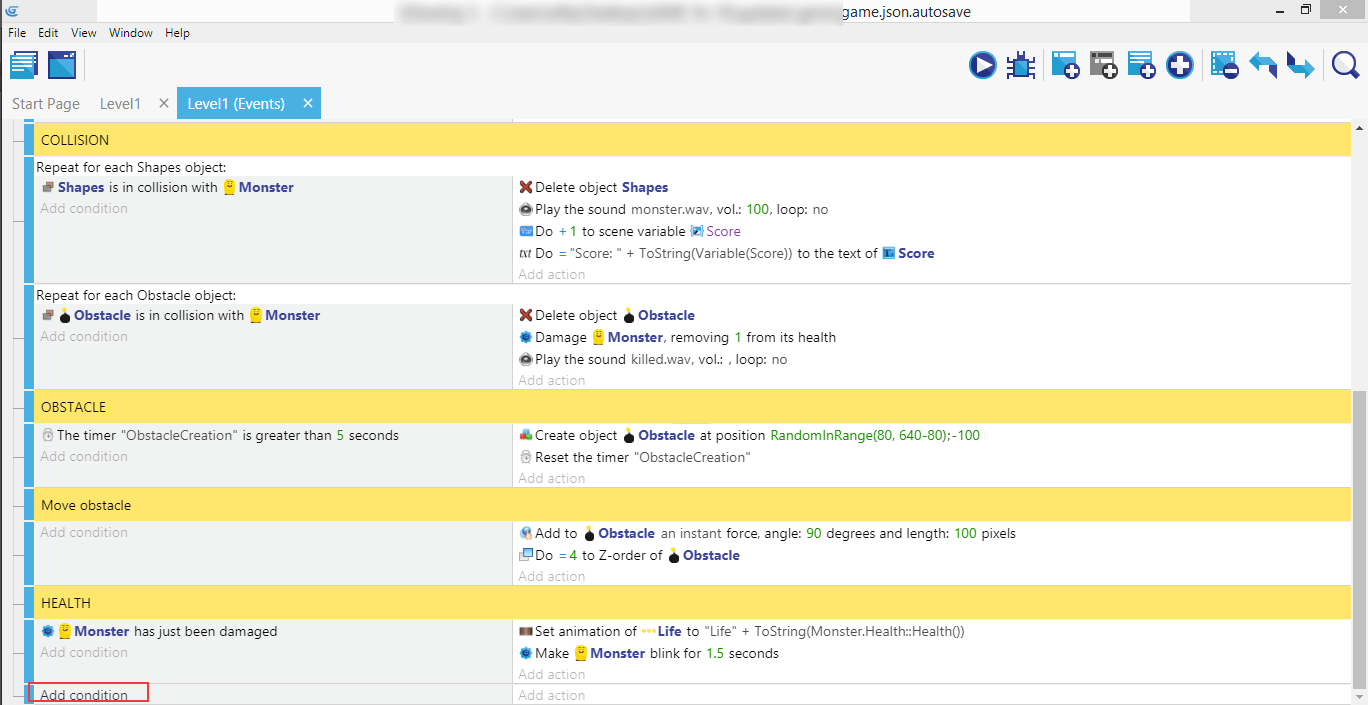 game.json.autosave
File Edit View Window Help
Start Page Level1 × Level1 (Events) ×
COLLISION
Repeat for each Shapes object:
Shapes is in collision with Monster
Add condition
Delete object Shapes
Play the sound monster.wav, vol.: 100, loop: no
Do + 1 to scene variable Score
Do = "Score: " + ToString(Variable(Score)) to the text of Score
Add action
Repeat for each Obstacle object:
Obstacle is in collision with Monster
Add condition
Delete object Obstacle
Damage Monster, removing 1 from its health
Play the sound killed.wav, vol.: , loop: no
Add action
OBSTACLE
The timer "ObstacleCreation" is greater than 5 seconds
Add condition
Create object Obstacle at position RandomInRange(80, 640-80);-100
Reset the timer "ObstacleCreation"
Add action
Move obstacle
Add condition
Add to Obstacle an instant force, angle: 90 degrees and length: 100 pixels
Do = 4 to Z-order of Obstacle
Add action
HEALTH
Monster has just been damaged
Add condition
Set animation of Life to "Life" + ToString(Monster.Health::Health())
Make Monster blink for 1.5 seconds
Add action
Add condition
Add action